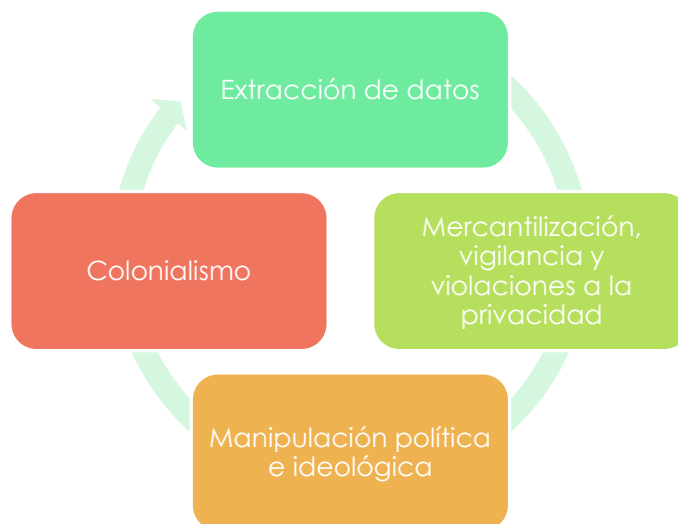 Extracción de datos
Mercantilización,
vigilancia y
violaciones a la
privacidad
Manipulación política
e ideológica
Colonialismo